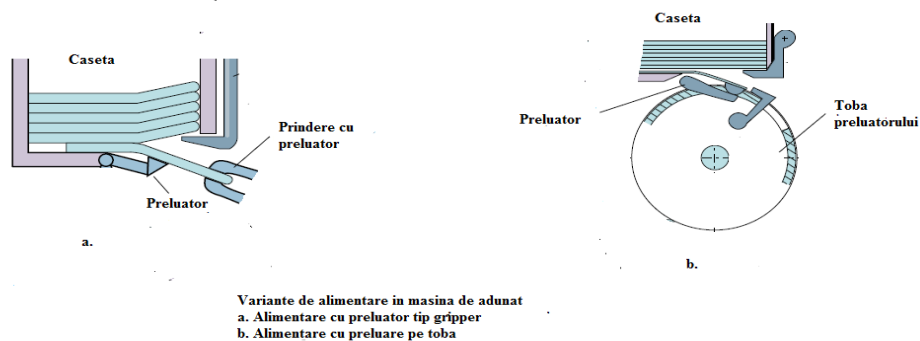 Caseta
Prindere cu
preluator
Preluator
a.
Caseta
Preluator
Toba
preluatorului
b.
Variante de alimentare in masina de adunat
a. Alimentare cu preluator tip gripper
b. Alimentare cu preluare pe toba